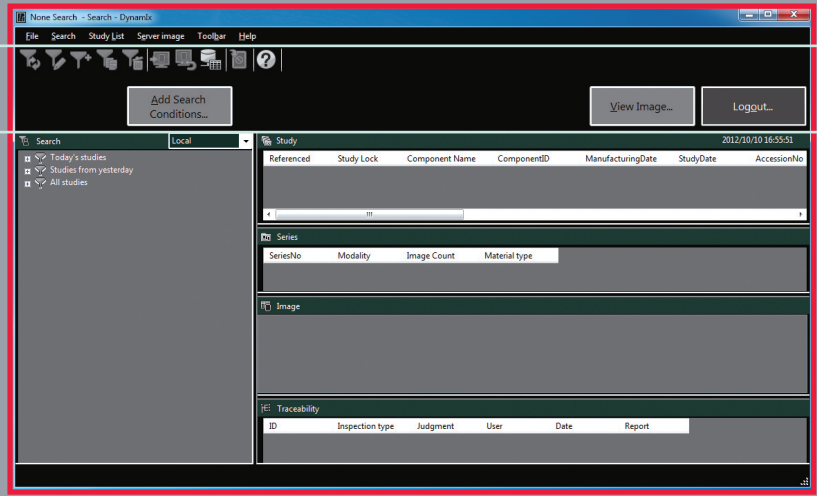 None Search - Search - DynamIx
File Search Study List Server image Toolbar Help
Add Search
Conditions...
View Image...
Logout...
Search Local
Today's studies
Studies from yesterday
All studies
Study 2012/10/10 16:55:51
Referenced Study Lock Component Name ComponentID ManufacturingDate StudyDate AccessionNo
Series
SeriesNo Modality Image Count Material type
Image
Traceability
ID Inspection type Judgment User Date Report